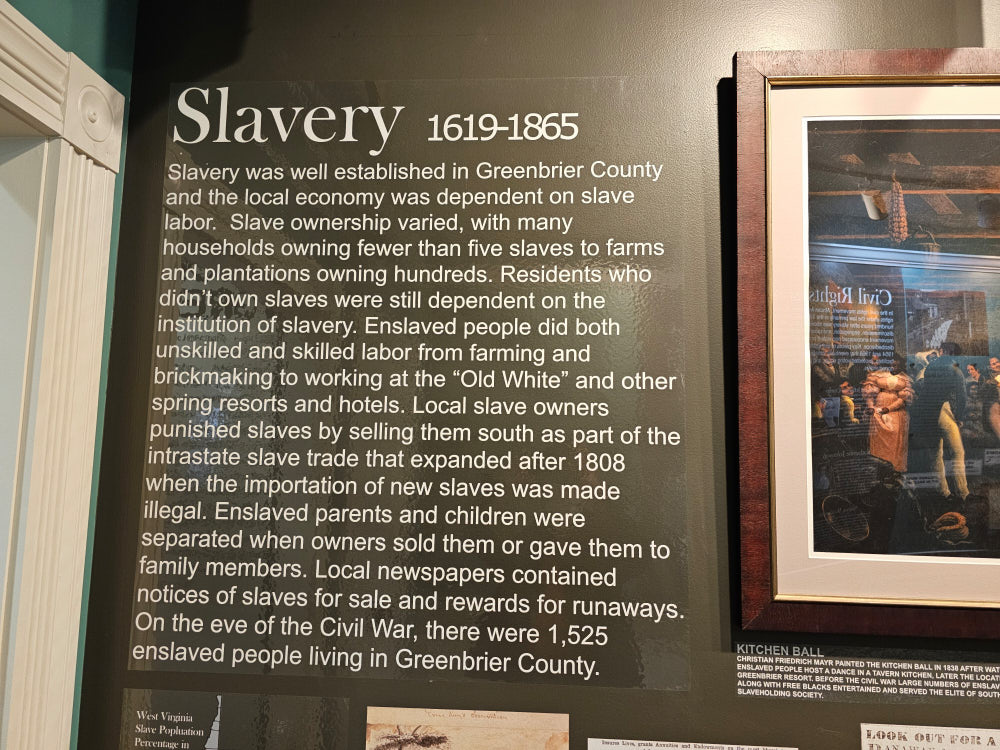 Slavery 1619-1865
Slavery was well established in Greenbrier County
and the local economy was dependent on slave
labor. Slave ownership varied, with many
households owning fewer than five slaves to farms
and plantations owning hundreds. Residents who
didn't own slaves were still dependent on the
institution of slavery. Enslaved people did both
unskilled and skilled labor from farming and
brickmaking to working at the “Old White” and other
spring resorts and hotels. Local slave owners
punished slaves by selling them south as part of the
intrastate slave trade that expanded after 1808
when the importation of new slaves was made
illegal. Enslaved parents and children were
separated when owners sold them or gave them to
family members. Local newspapers contained
notices of slaves for sale and rewards for runaways.
On the eve of the Civil War, there were 1,525
enslaved people living in Greenbrier County.
Civil Rights
KITCHEN BALL
CHRISTIAN FRIEDRICH MAYR PAINTED THE KITCHEN BALL IN 1838 AFTER
ENSLAVED PEOPLE HOST A DANCE IN A TAVERN KITCHEN, LATER THE
GREENBRIER RESORT. BEFORE THE CIVIL WAR LARGE NUMBERS OF
ALONG WITH FREE BLACKS ENTERTAINED AND SERVED THE ELITE OF
SLAVEHOLDING SOCIETY.
West Virginia
Slave Popluation
Percentage in
Insures Lives, grants Annuities and Endowments
LOOK OUT FOR A